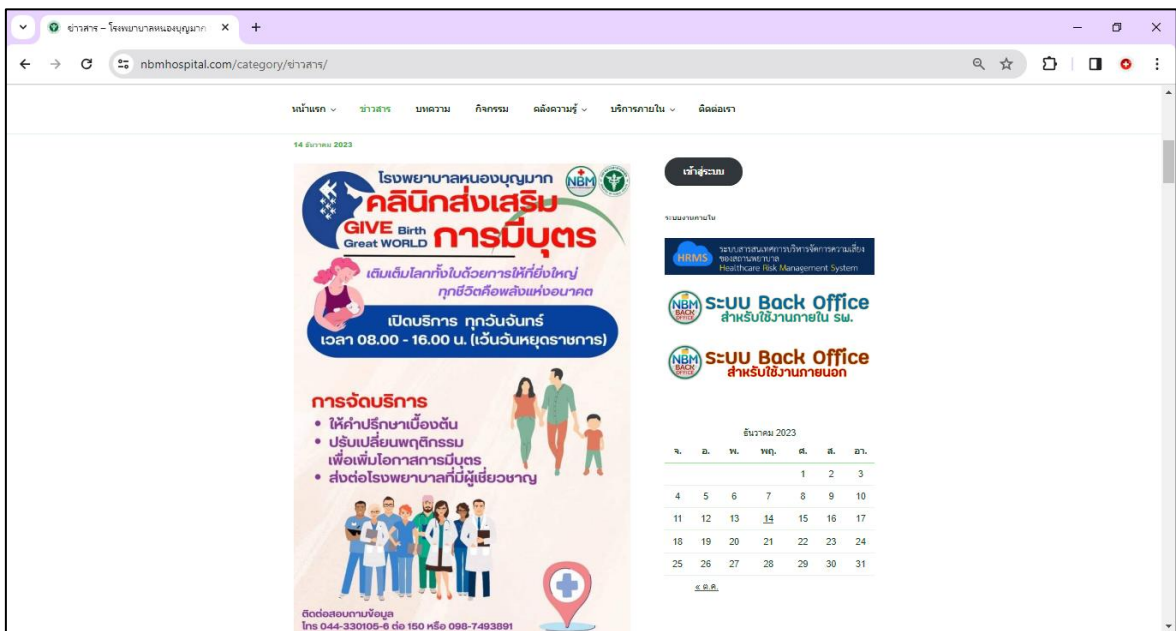 ข่าวสาร – โรงพยาบาลหนองบุญมาก
nbmhospital.com/category/ข่าวสาร/
หน้าแรก ข่าวสาร บทความ กิจกรรม คลังความรู้ บริการภายใน ติดต่อเรา
14 ธันวาคม 2023
โรงพยาบาลหนองบุญมาก NBM
คลินิกส่งเสริม
GIVE Birth
Great WORLD การมีบุตร
เติมเต็มโลกทั้งใบด้วยการให้ที่ยิ่งใหญ่
ทุกชีวิตคือพลังแห่งอนาคต
เปิดบริการ ทุกวันจันทร์
เวลา 08.00 - 16.00 น. (เว้นวันหยุดราชการ)
การจัดบริการ
• ให้คำปรึกษาเบื้องต้น
• ปรับเปลี่ยนพฤติกรรม
เพื่อเพิ่มโอกาสการมีบุตร
• ส่งต่อโรงพยาบาลที่มีผู้เชี่ยวชาญ
ติดต่อสอบถามข้อมูล
โทร 044-330105-6 ต่อ 150 หรือ 098-7493891
เข้าสู่ระบบ
ระบบงานภายใน
HRMS
ระบบสารสนเทศการบริหารจัดการความเสี่ยง
ของสถานพยาบาล
Healthcare Risk Management System
NBM BACK OFFICE
ระบบ Back Office
สำหรับใช้งานภายใน รพ.
NBM BACK OFFICE
ระบบ Back Office
สำหรับใช้งานภายนอก
ธันวาคม 2023
จ. อ. พ. พฤ. ศ. ส. อา.
1 2 3
4 5 6 7 8 9 10
11 12 13 14 15 16 17
18 19 20 21 22 23 24
25 26 27 28 29 30 31
« ต.ค.